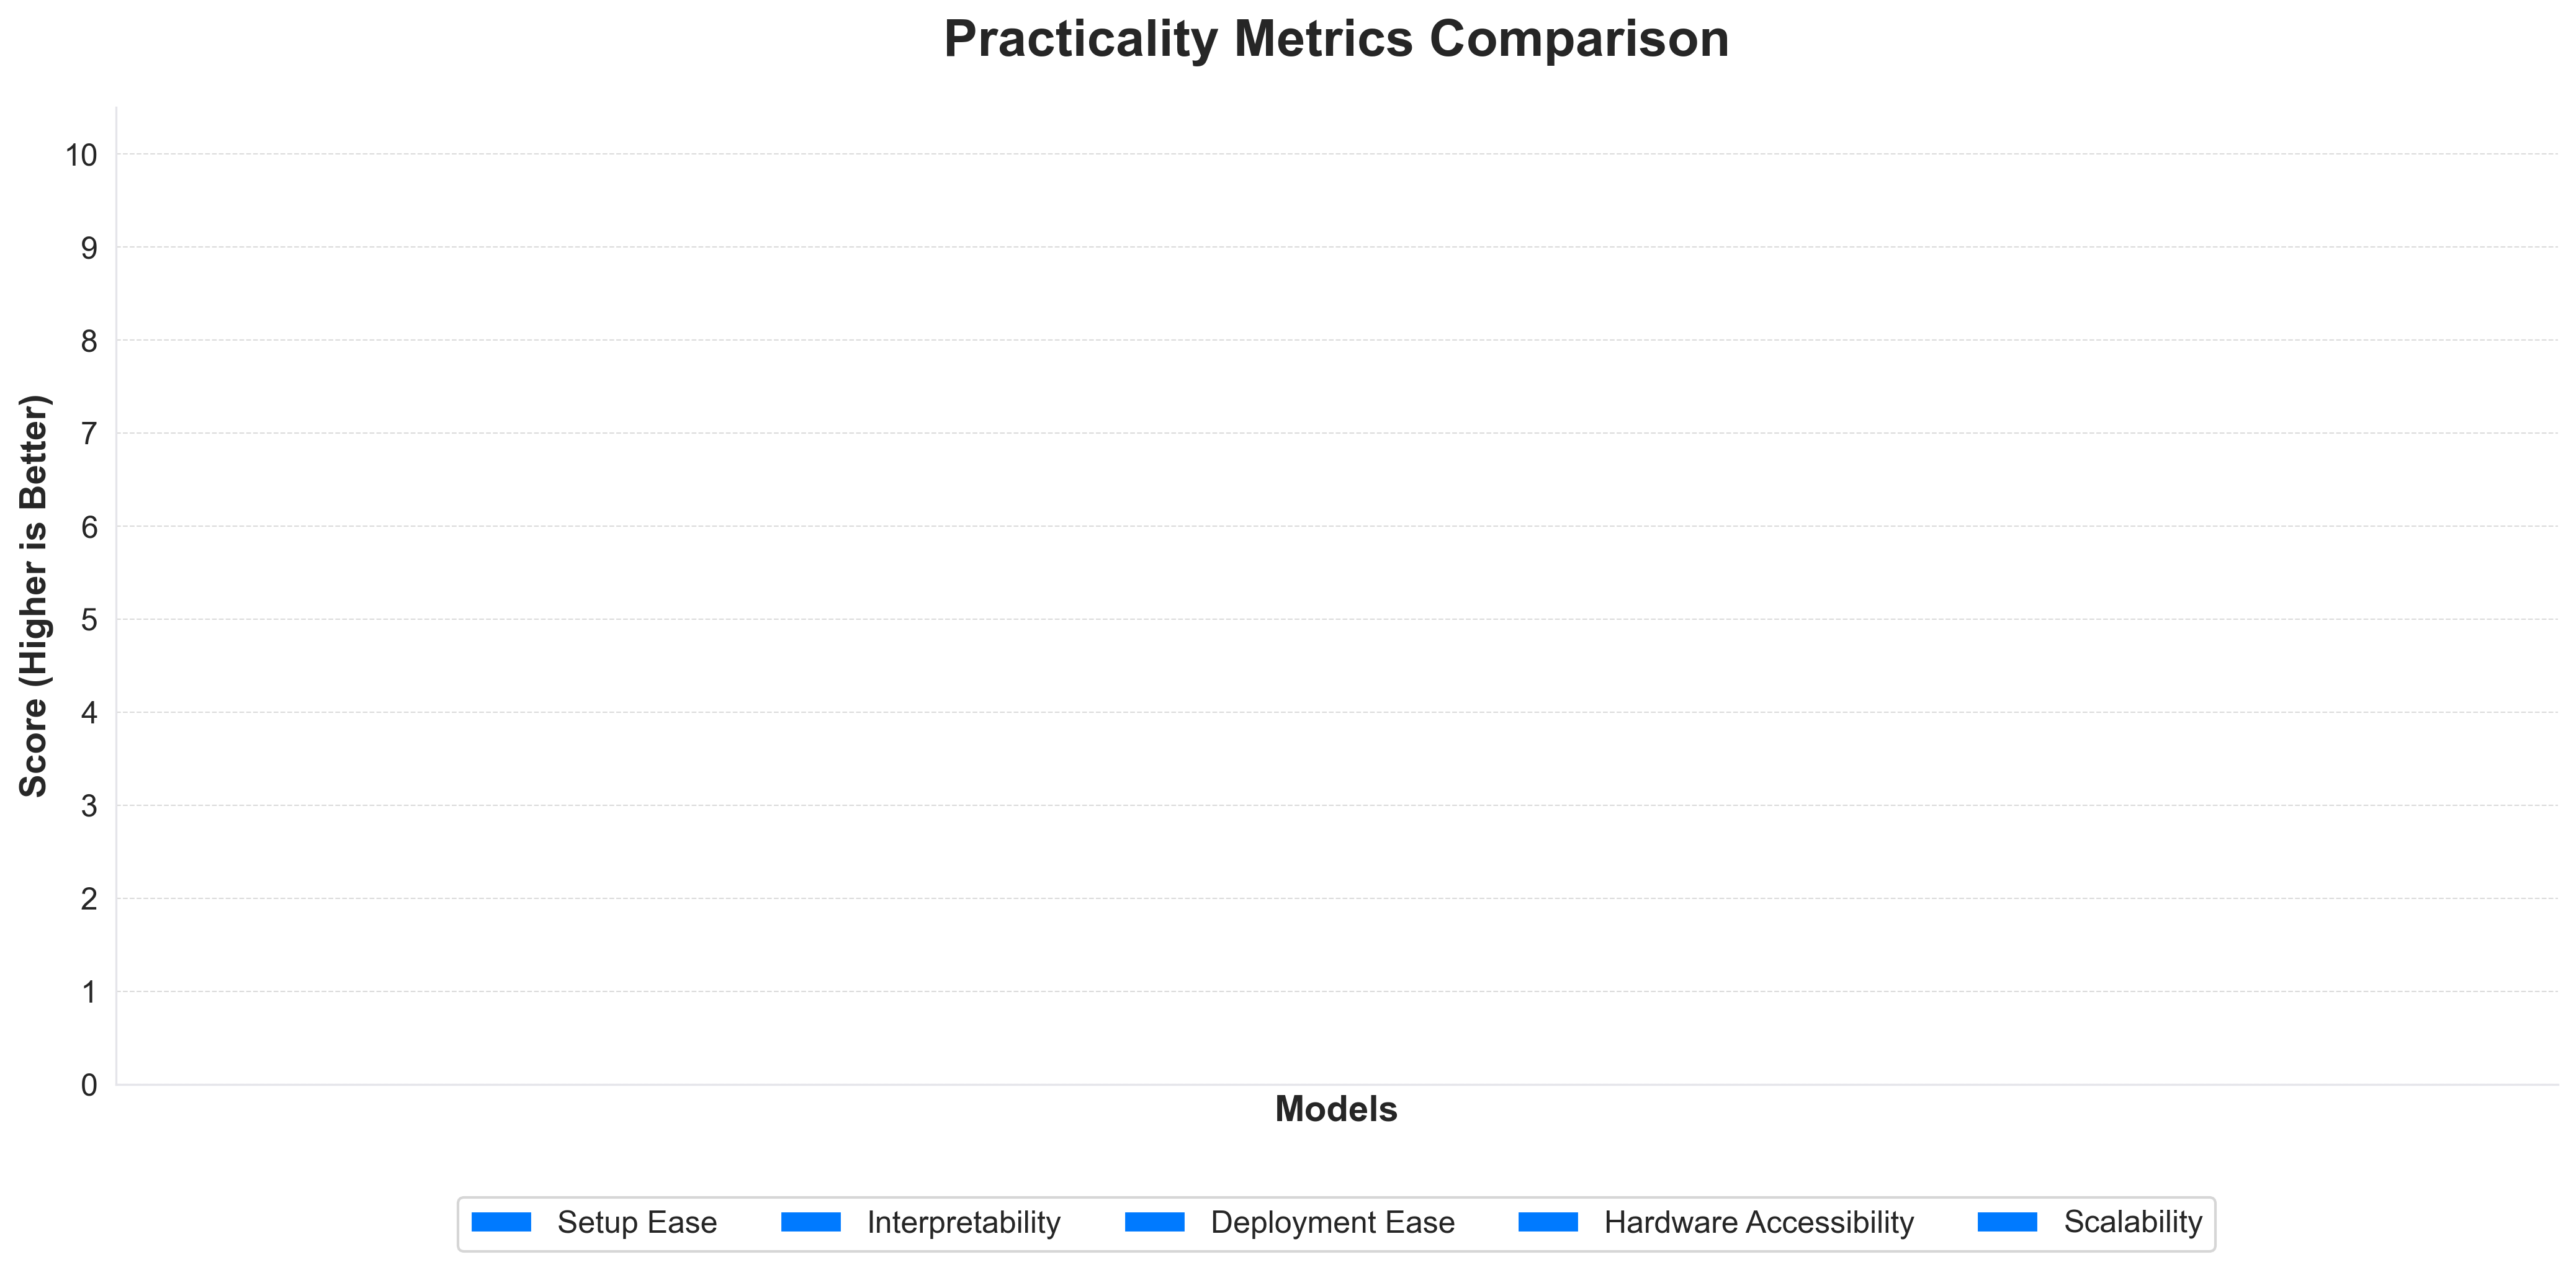 Practicality Metrics Comparison
Score (Higher is Better)
10
9
8
7
6
5
4
3
2
1
0
Models
Setup Ease
Interpretability
Deployment Ease
Hardware Accessibility
Scalability